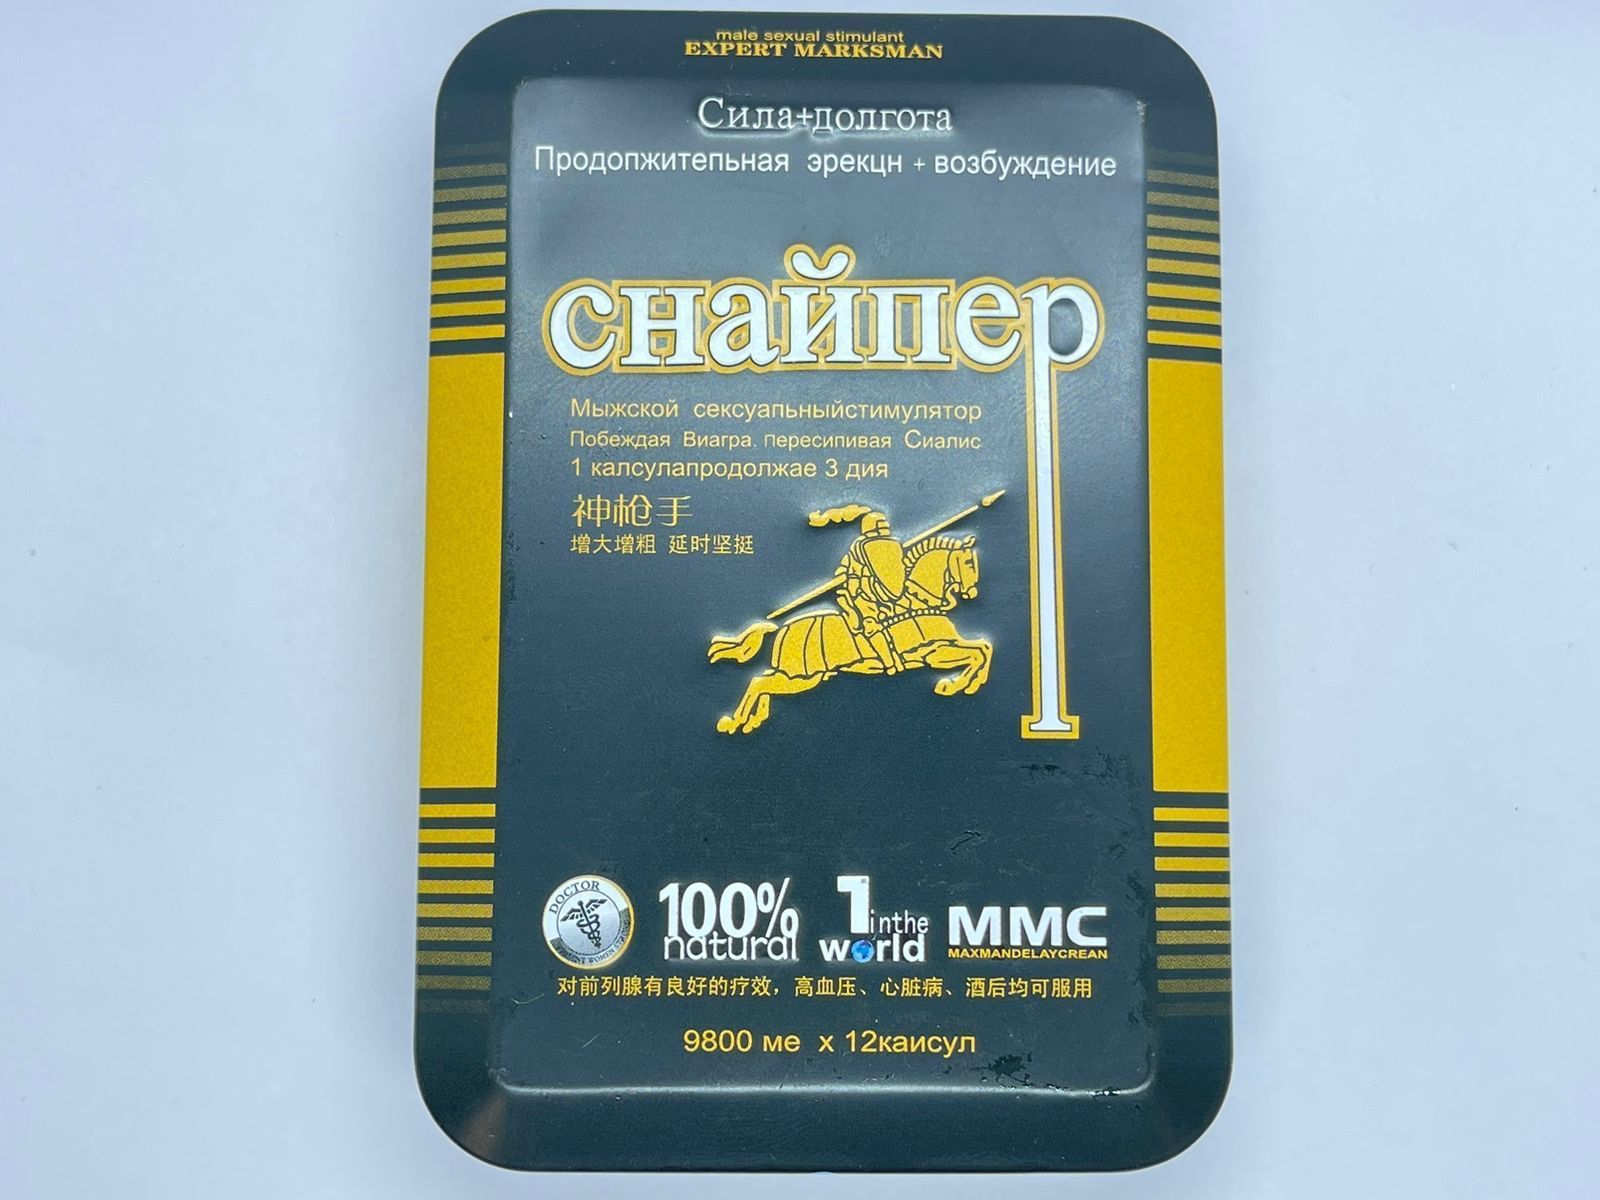 male sexual stimulant
EXPERT MARKSMAN
Сила+долгота
Продопжитепьная эрекцн + возбуждение
снайпер
Мыжской сексуапьныйстимулятор
Побеждая Виагра. пересипивая Сиалис
1 калсулапродолжае 3 дия
神枪手
增大增粗 延时坚挺
DOCTOR
100% natural
1 in the world
MMC
MAXMANDELAYCREAN
对前列腺有良好的疗效，高血压、心脏病、酒后均可服用
9800 ме x 12каисул